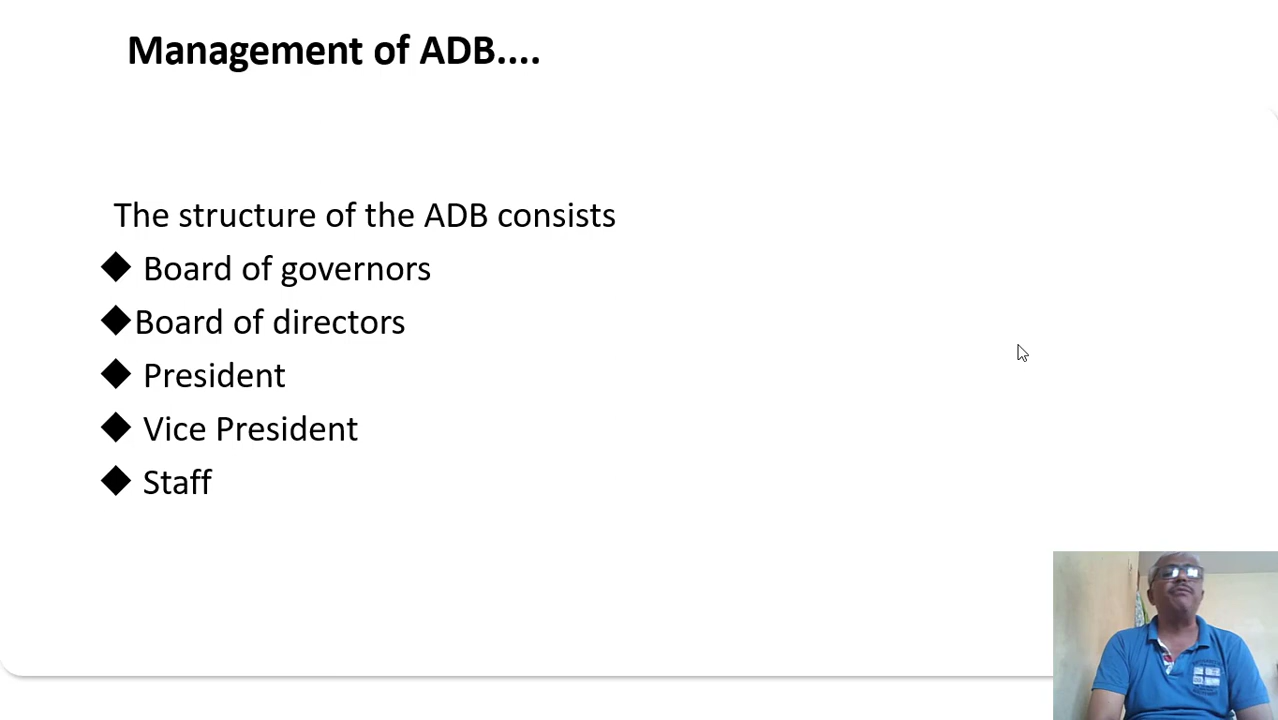 Management of ADB....
The structure of the ADB consists
◆ Board of governors
◆Board of directors
◆ President
◆ Vice President
◆ Staff